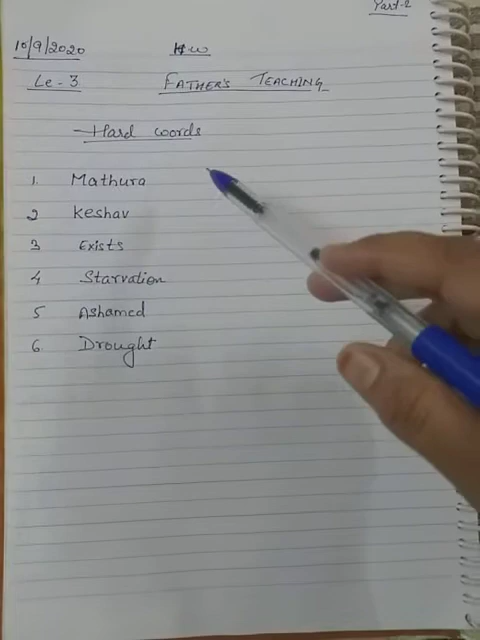 Part-2
10/9/2020 H W
Le-3 FATHER'S TEACHING
Hard words
1. Mathura
2 Keshav
3 Exists
4 Starvation
5 Ashamed
6. Drought